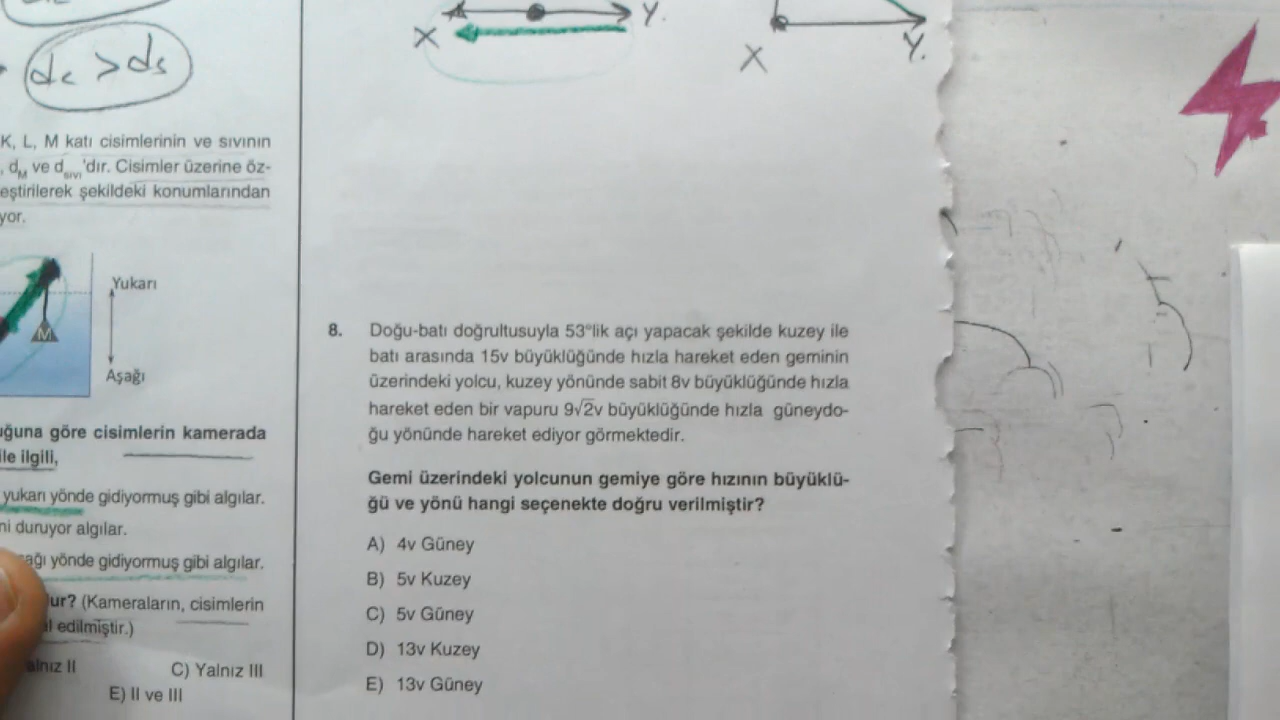 dc > ds
X
Y.
X
Y.
K, L, M katı cisimlerinin ve sıvının
, dM ve dsıvı'dır. Cisimler üzerine öz-
eştirilerek şekildeki konumlarından
yor.
Yukarı
M
Aşağı
uğuna göre cisimlerin kamerada
ile ilgili,
yukarı yönde gidiyormuş gibi algılar.
ni duruyor algılar.
ağı yönde gidiyormuş gibi algılar.
ur? (Kameraların, cisimlerin
al edilmiştir.)
alnız II
C) Yalnız III
E) II ve III
8. Doğu-batı doğrultusuyla 53°lik açı yapacak şekilde kuzey ile
batı arasında 15v büyüklüğünde hızla hareket eden geminin
üzerindeki yolcu, kuzey yönünde sabit 8v büyüklüğünde hızla
hareket eden bir vapuru 9√2v büyüklüğünde hızla güneydo-
ğu yönünde hareket ediyor görmektedir.
Gemi üzerindeki yolcunun gemiye göre hızının büyüklü-
ğü ve yönü hangi seçenekte doğru verilmiştir?
A) 4v Güney
B) 5v Kuzey
C) 5v Güney
D) 13v Kuzey
E) 13v Güney